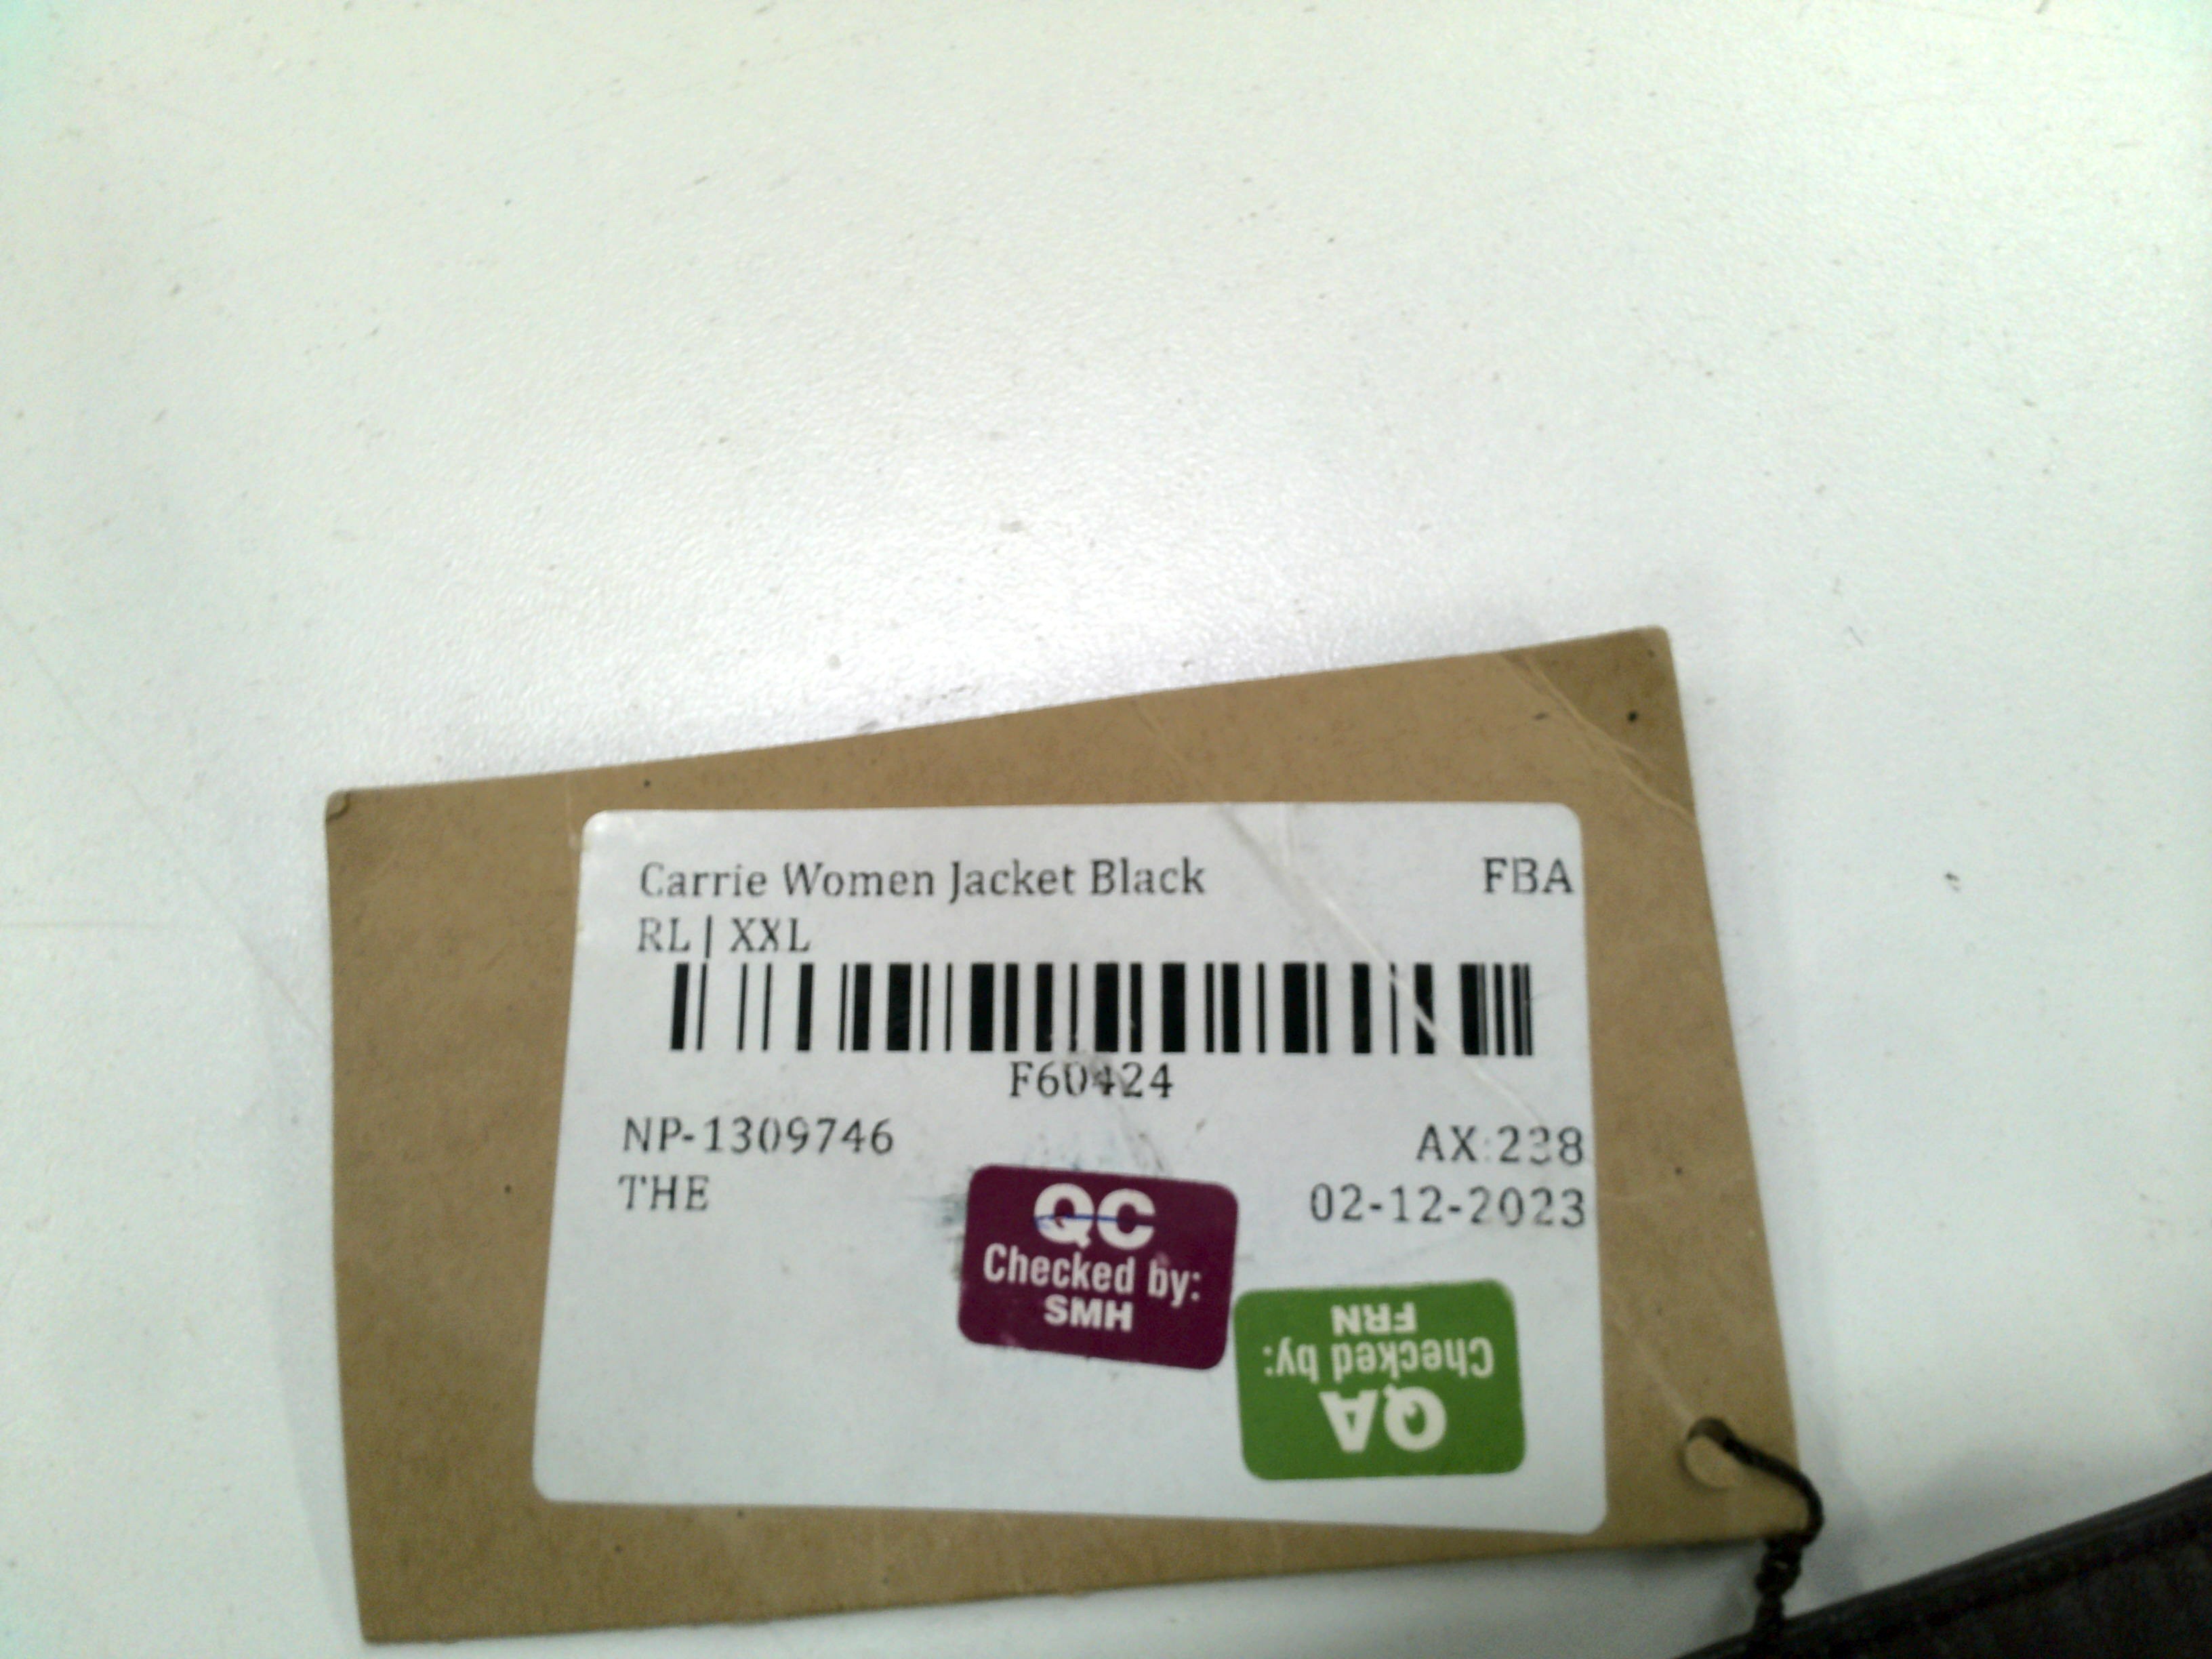 Carrie Women Jacket Black FBA
RL | XXL
F60424
NP-1309746 AX:238
THE 02-12-2023
QC
Checked by:
SMH
QA
Checked by:
FRN